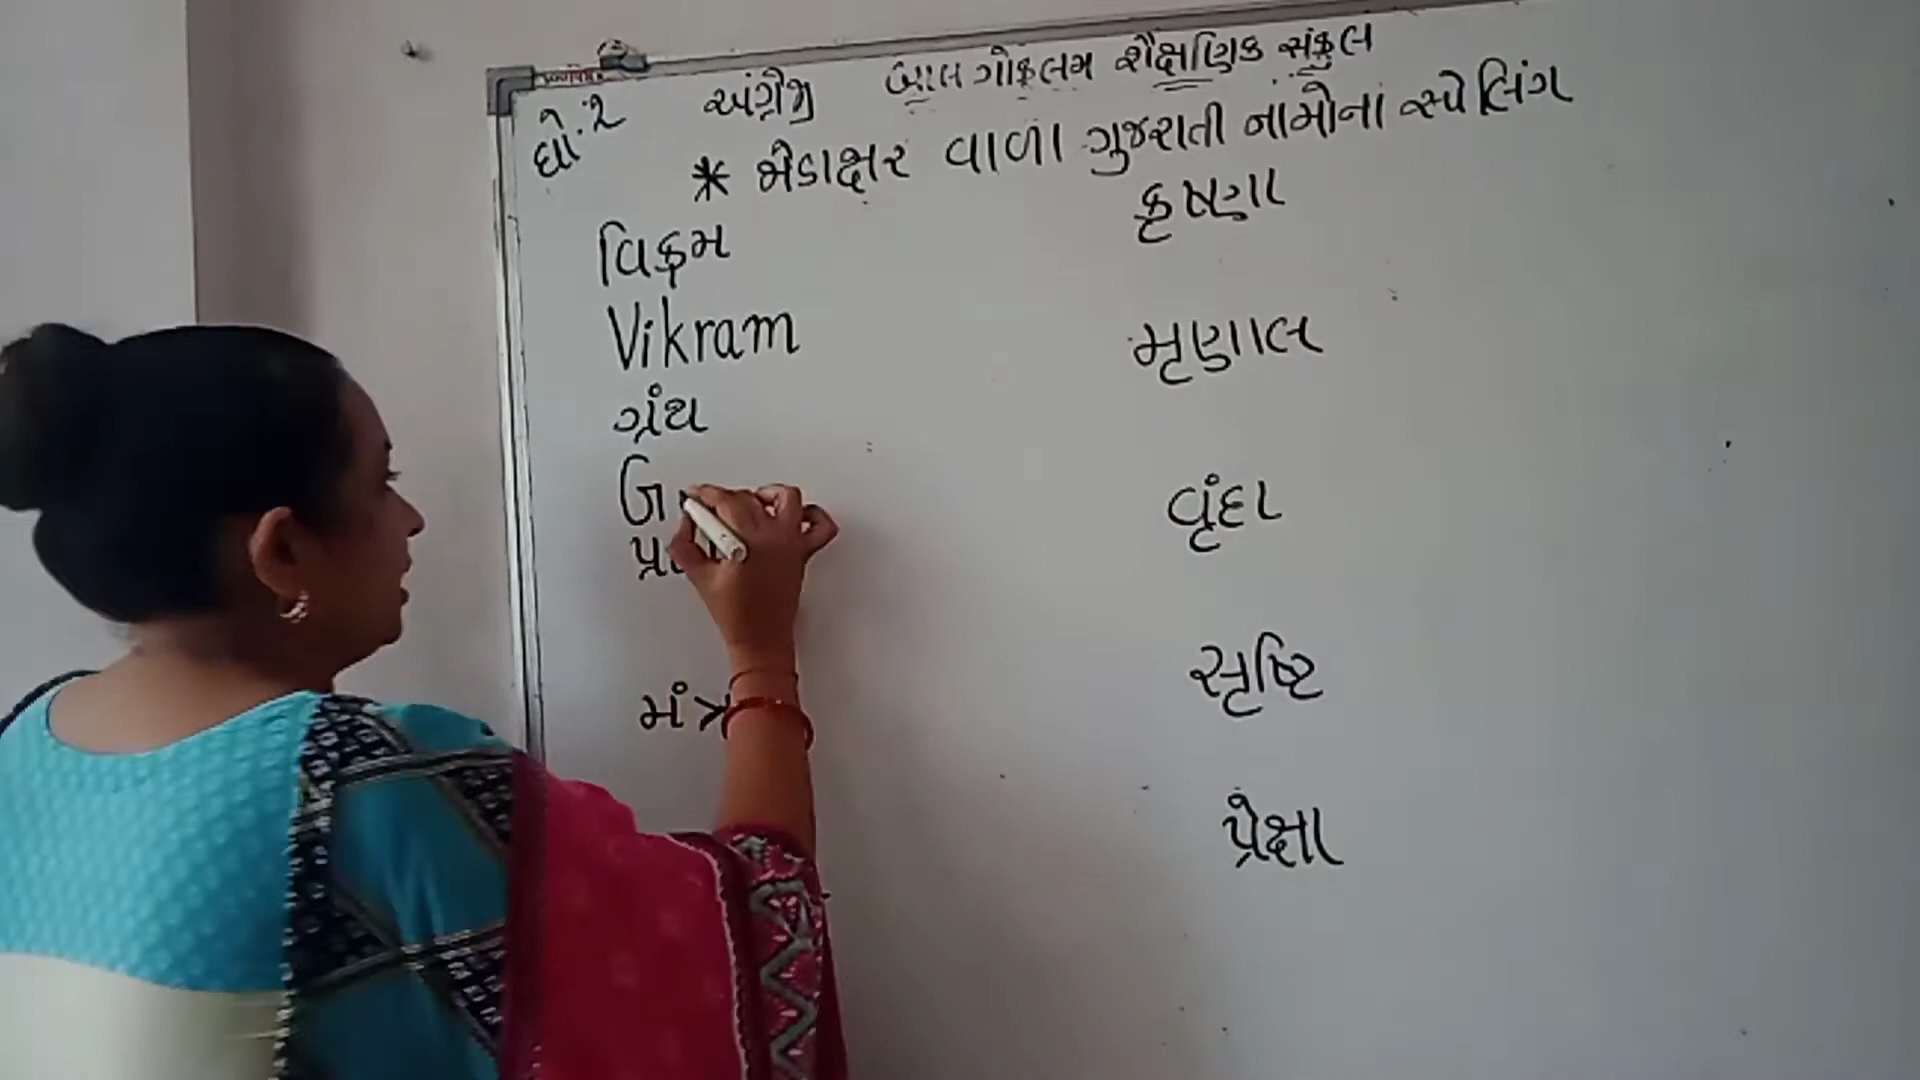 ધો. ૨ અંગ્રેજી બાલ ગોકુલમ શૈક્ષણિક સંકુલ
* જોડાક્ષર વાળા ગુજરાતી નામોના સ્પેલિંગ
વિક્રમ
Vikram
ગ્રંથ
G
મંત્ર
કૃષ્ણા
મૃણાલ
વૃંદા
સૃષ્ટિ
પ્રેક્ષા